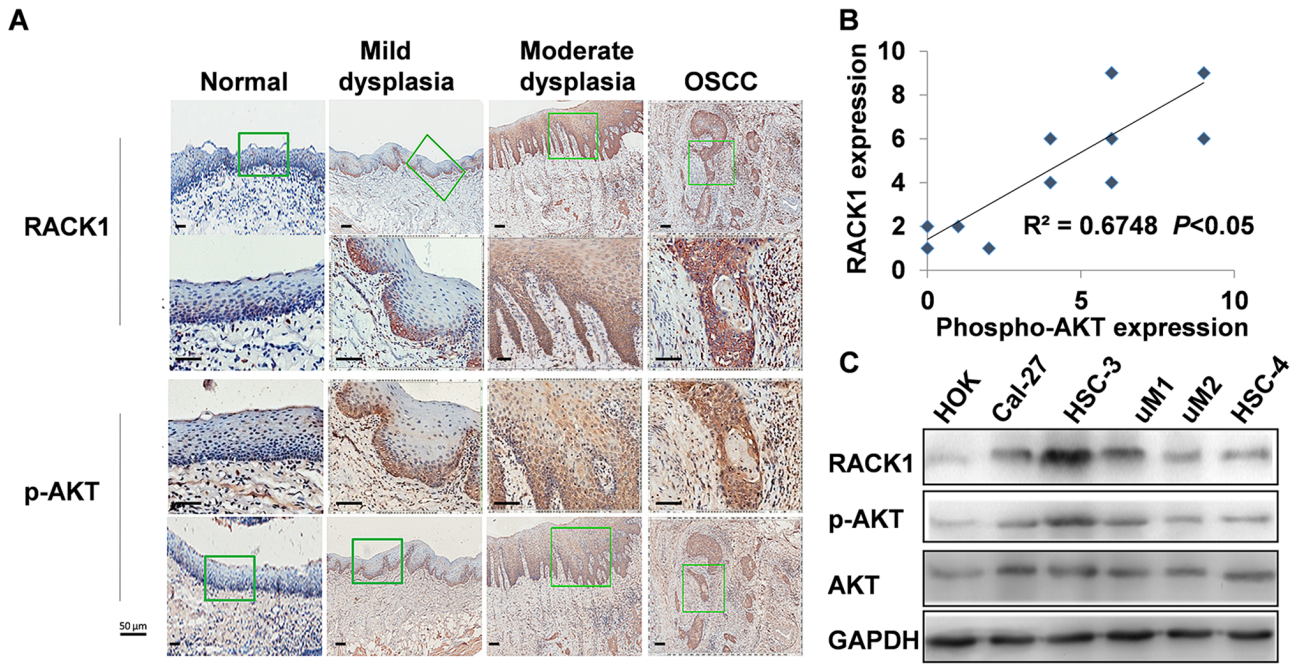 A
Normal
Mild
dysplasia
Moderate
dysplasia
OSCC
RACK1
p-AKT
50 μm
B
RACK1 expression
10
8
6
4
2
0
R² = 0.6748 P<0.05
0
5
10
Phospho-AKT expression
C
HOK
Cal-27
HSC-3
uM1
uM2
HSC-4
RACK1
p-AKT
AKT
GAPDH